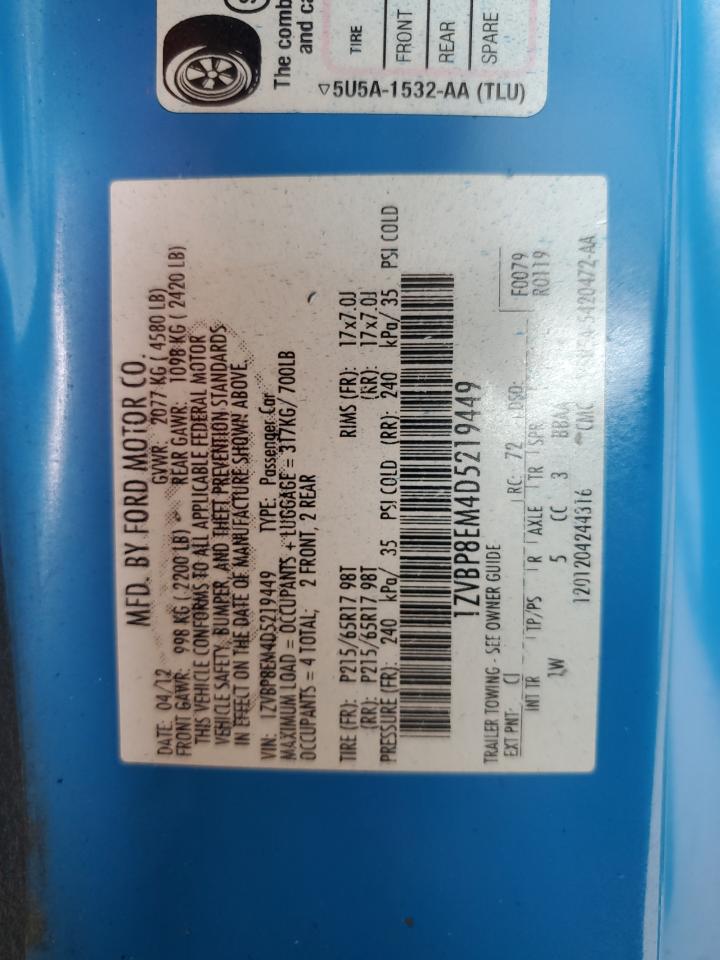 The comb
and ca
TIRE
FRONT
REAR
SPARE
▽5U5A-1532-AA (TLU)
MFD. BY FORD MOTOR CO.
DATE: 04/12 GVWR: 2077 KG ( 4580 LB)
FRONT GAWR: 998 KG ( 2200 LB) REAR GAWR: 1098 KG ( 2420 LB)
THIS VEHICLE CONFORMS TO ALL APPLICABLE FEDERAL MOTOR
VEHICLE SAFETY, BUMPER, AND THEFT PREVENTION STANDARDS
IN EFFECT ON THE DATE OF MANUFACTURE SHOWN ABOVE.
VIN: 1ZVBP8EM4D5219449 TYPE: Passenger Car
MAXIMUM LOAD = OCCUPANTS + LUGGAGE = 317KG/ 700LB
OCCUPANTS = 4 TOTAL; 2 FRONT, 2 REAR
TIRE (FR): P215/65R17 98T RIMS (FR): 17x7.0J
(RR): P215/65R17 98T (RR): 17x7.0J
PRESSURE (FR): 240 kPa/ 35 PSI COLD (RR): 240 kPa/ 35 PSI COLD
1ZVBP8EM4D5219449
TRAILER TOWING - SEE OWNER GUIDE F0079
EXT PNT: CI RC: 72 DSO: R0119
INT TR TP/PS R AXLE TR SPR
5 CC 3 BBAA
1201204244316 CMC 5420472-AA